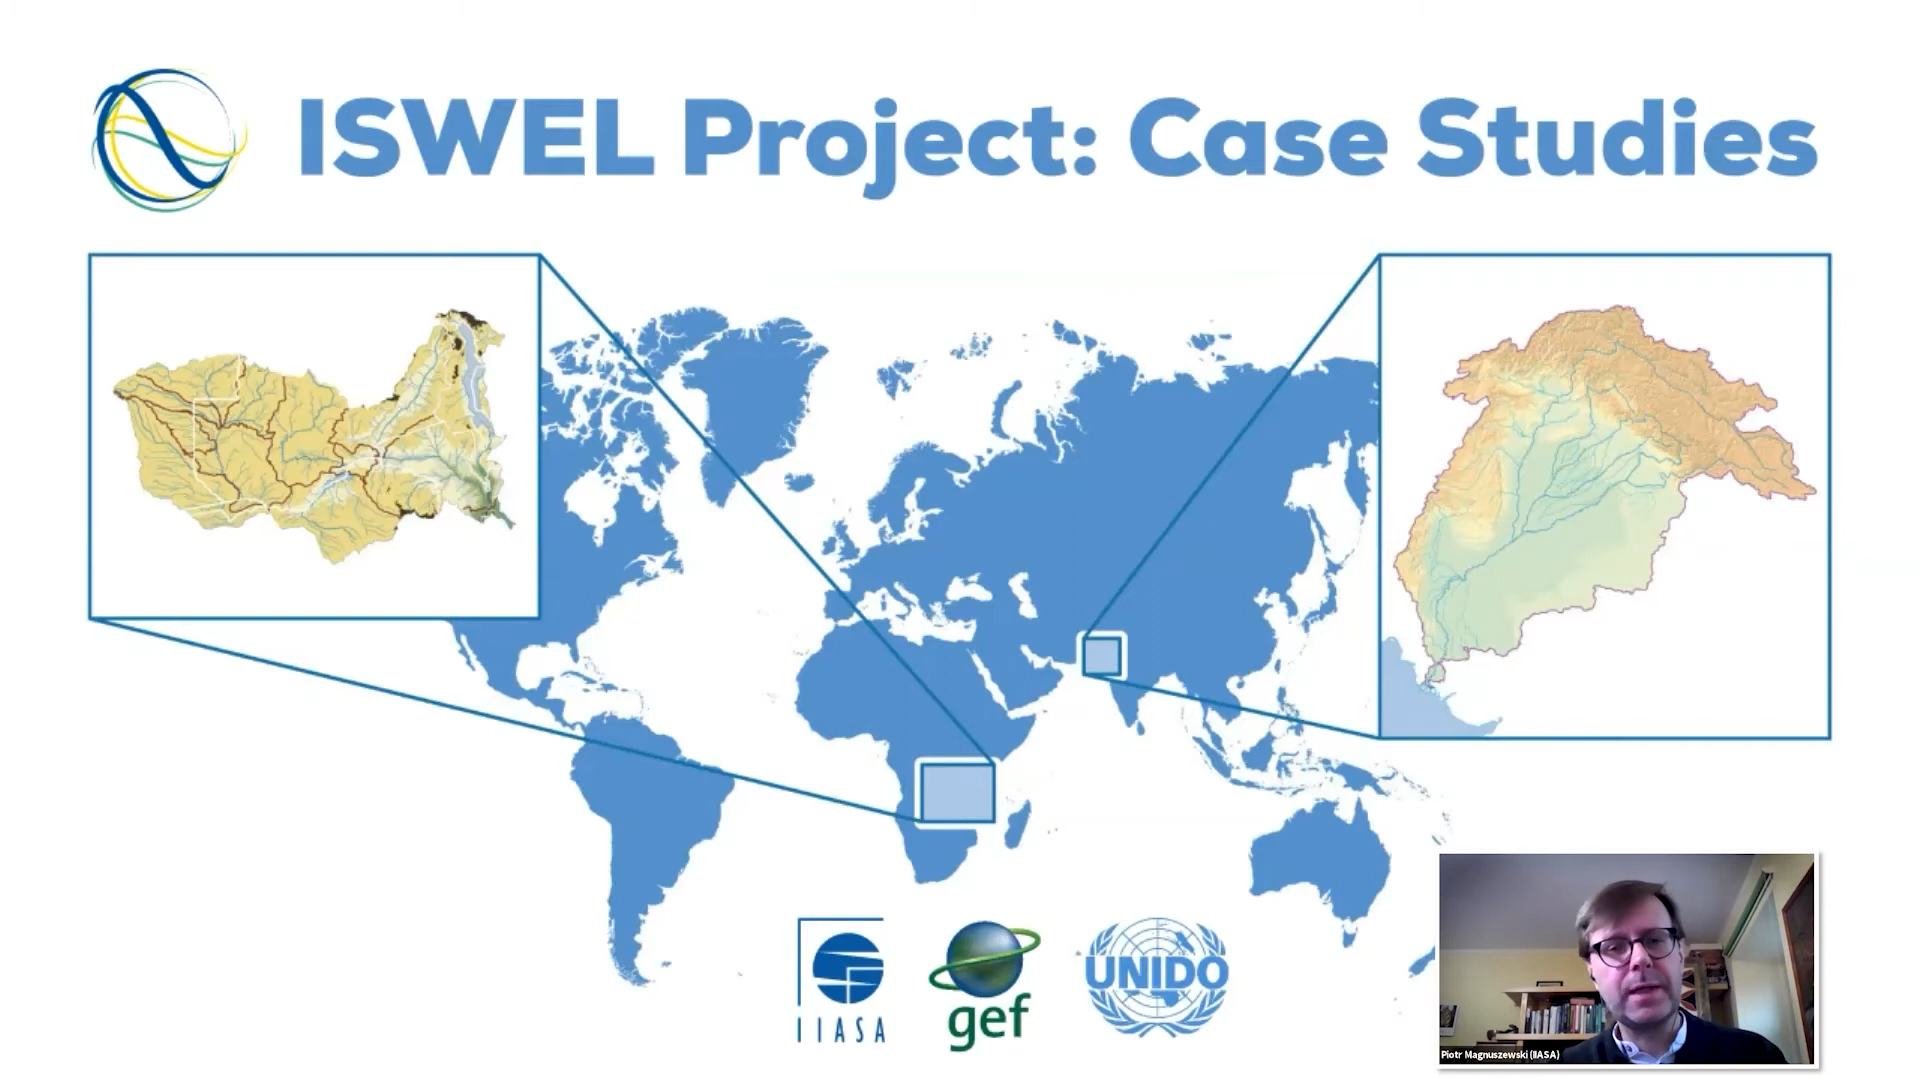 ISWEL Project: Case Studies
IIASA
gef
UNIDO
Piotr Magnuszewski (IIASA)